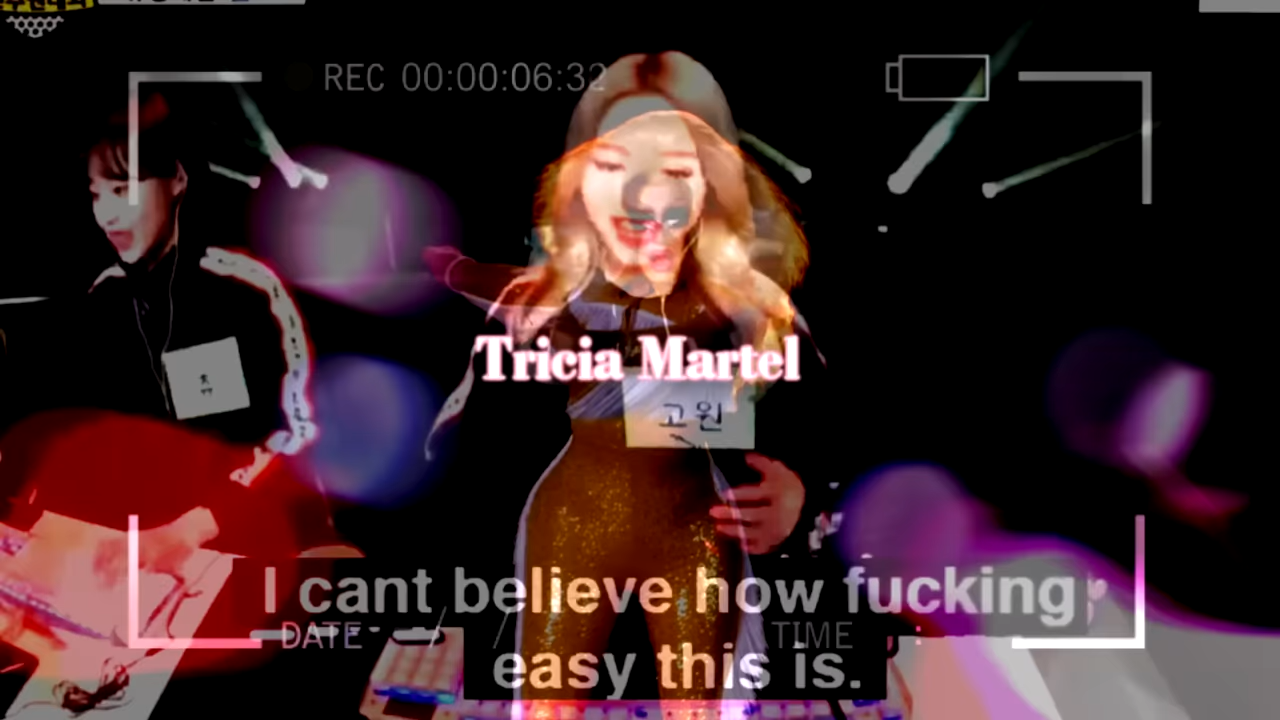 REC 00:00:06:32
Tricia Martel
고원
I cant believe how fucking
DATE / / TIME :
easy this is.